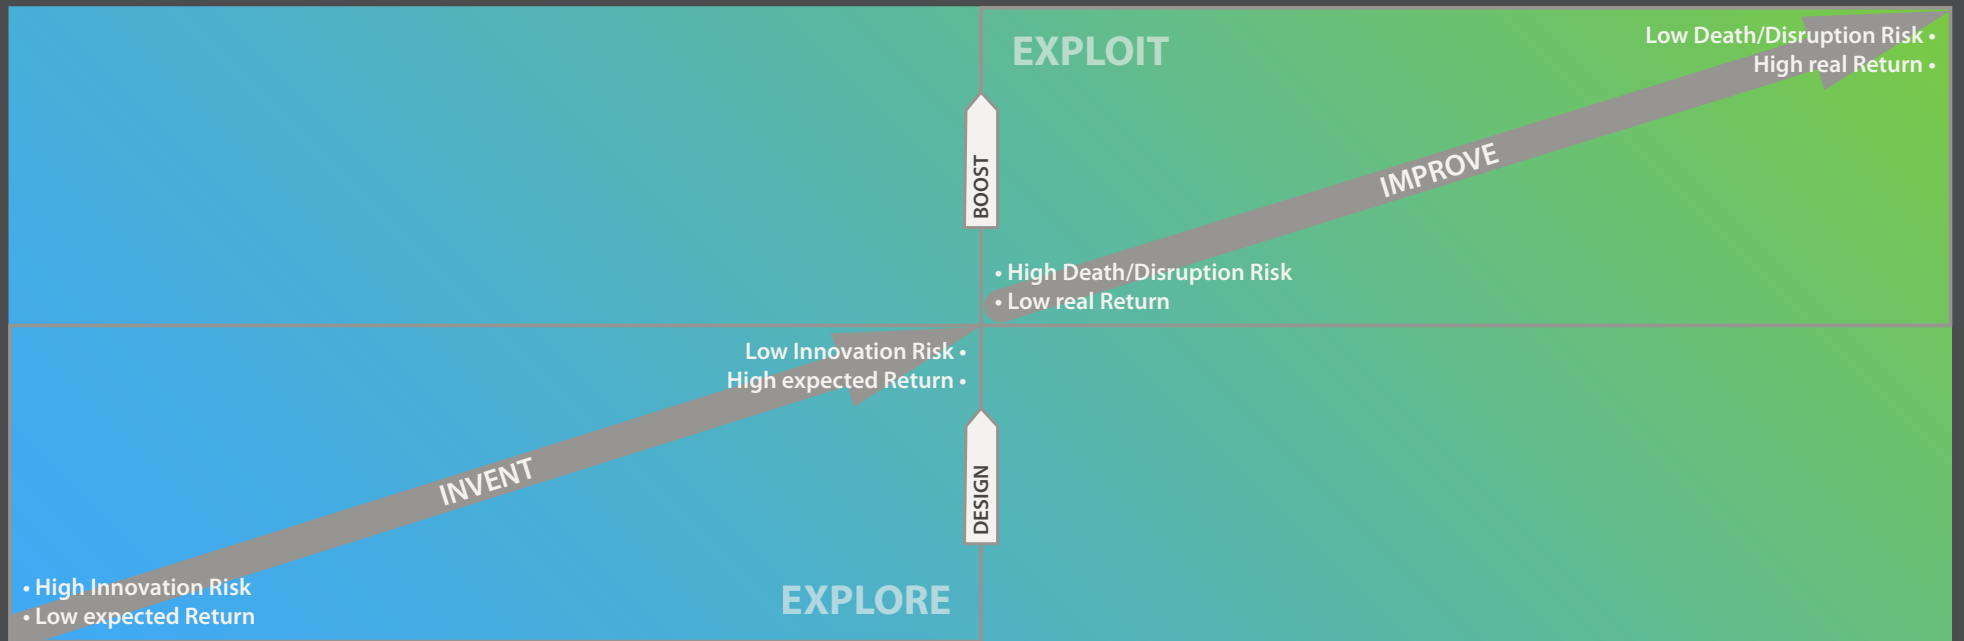 EXPLOIT
Low Death/Disruption Risk •
High real Return •
BOOST
IMPROVE
• High Death/Disruption Risk
• Low real Return
Low Innovation Risk •
High expected Return •
INVENT
DESIGN
• High Innovation Risk
• Low expected Return
EXPLORE